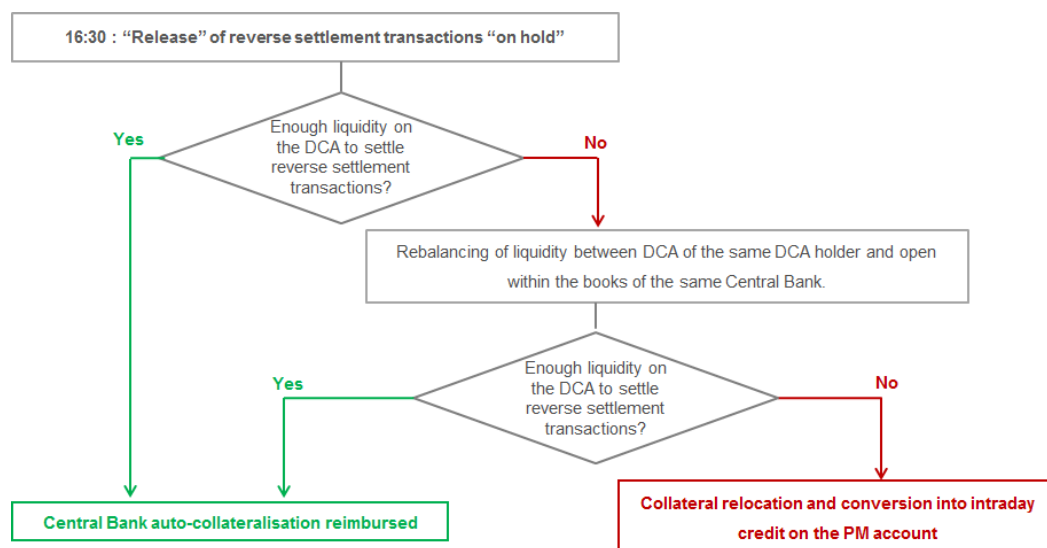 16:30 : “Release” of reverse settlement transactions “on hold”
Enough liquidity on
the DCA to settle
reverse settlement
transactions?
Yes
No
Rebalancing of liquidity between DCA of the same DCA holder and open
within the books of the same Central Bank.
Enough liquidity on
the DCA to settle
reverse settlement
transactions?
Yes
No
Central Bank auto-collateralisation reimbursed
Collateral relocation and conversion into intraday
credit on the PM account